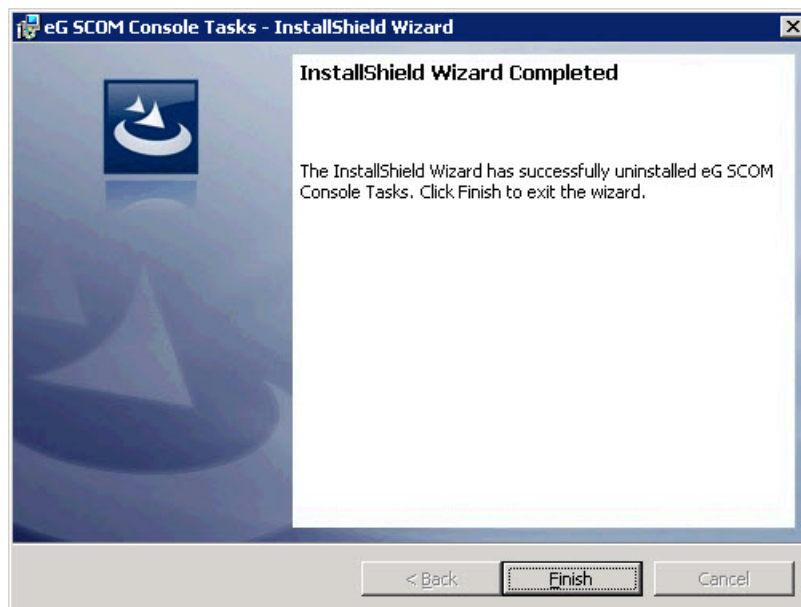 eG SCOM Console Tasks - InstallShield Wizard
InstallShield Wizard Completed
The InstallShield Wizard has successfully uninstalled eG SCOM
Console Tasks. Click Finish to exit the wizard.
< Back
Finish
Cancel